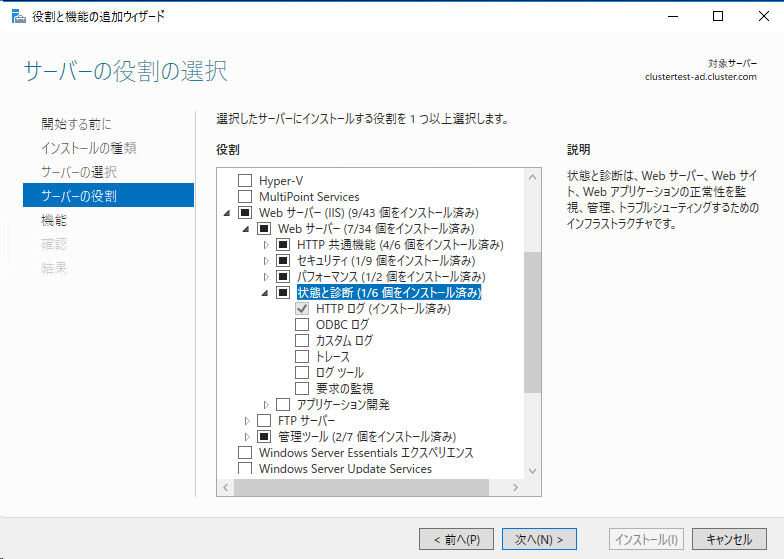 役割と機能の追加ウィザード
サーバーの役割の選択
対象サーバー
clustertest-ad.cluster.com
開始する前に
インストールの種類
サーバーの選択
サーバーの役割
機能
確認
結果
選択したサーバーにインストールする役割を 1 つ以上選択します。
役割
Hyper-V
MultiPoint Services
Web サーバー (IIS) (9/43 個をインストール済み)
Web サーバー (7/34 個をインストール済み)
HTTP 共通機能 (4/6 個をインストール済み)
セキュリティ (1/9 個をインストール済み)
パフォーマンス (1/2 個をインストール済み)
状態と診断 (1/6 個をインストール済み)
HTTP ログ (インストール済み)
ODBC ログ
カスタム ログ
トレース
ログ ツール
要求の監視
アプリケーション開発
FTP サーバー
管理ツール (2/7 個をインストール済み)
Windows Server Essentials エクスペリエンス
Windows Server Update Services
説明
状態と診断は、Web サーバー、Web サイ
ト、Web アプリケーションの正常性を監
視、管理、トラブルシューティングするための
インフラストラクチャです。
< 前へ(P)
次へ(N) >
インストール(I)
キャンセル